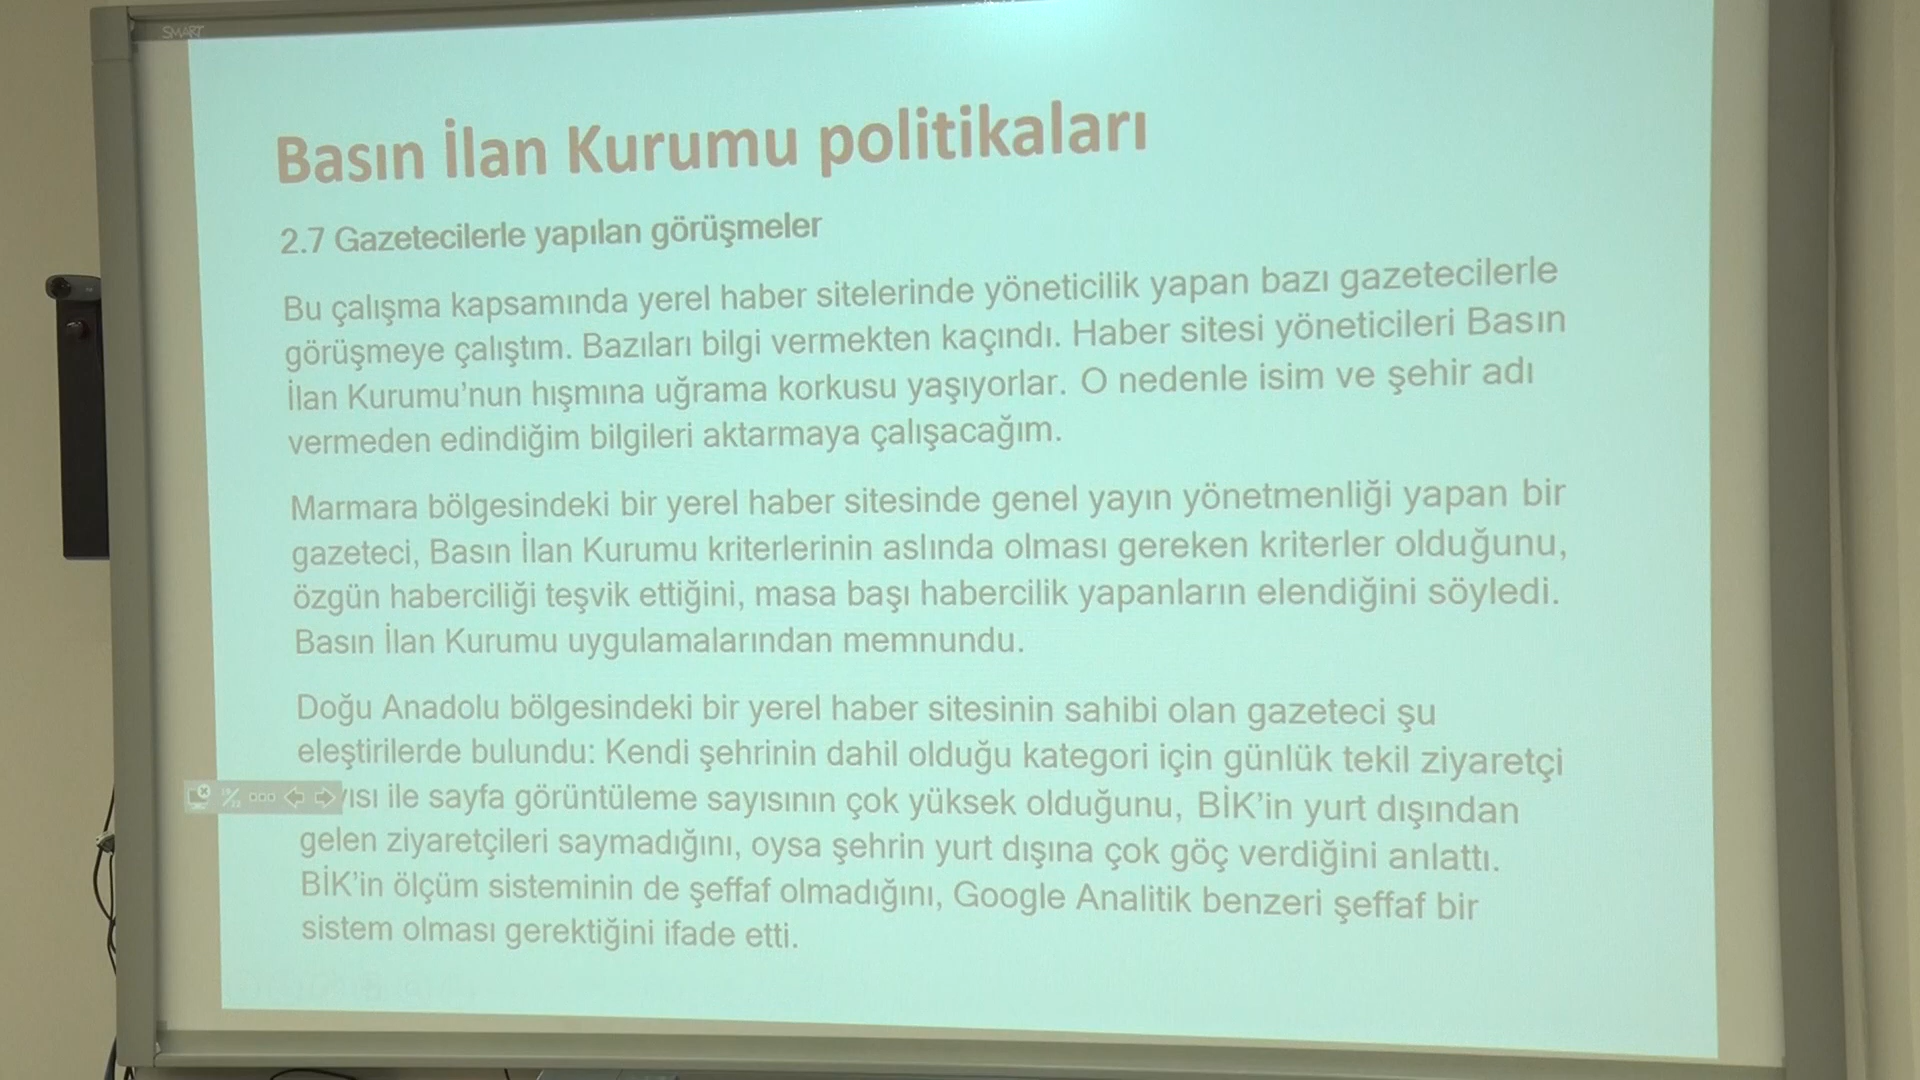 SMART
Basın İlan Kurumu politikaları
2.7 Gazetecilerle yapılan görüşmeler
Bu çalışma kapsamında yerel haber sitelerinde yöneticilik yapan bazı gazetecilerle
görüşmeye çalıştım. Bazıları bilgi vermekten kaçındı. Haber sitesi yöneticileri Basın
İlan Kurumu’nun hışmına uğrama korkusu yaşıyorlar. O nedenle isim ve şehir adı
vermeden edindiğim bilgileri aktarmaya çalışacağım.
Marmara bölgesindeki bir yerel haber sitesinde genel yayın yönetmenliği yapan bir
gazeteci, Basın İlan Kurumu kriterlerinin aslında olması gereken kriterler olduğunu,
özgün haberciliği teşvik ettiğini, masa başı habercilik yapanların elendiğini söyledi.
Basın İlan Kurumu uygulamalarından memnundu.
Doğu Anadolu bölgesindeki bir yerel haber sitesinin sahibi olan gazeteci şu
eleştirilerde bulundu: Kendi şehrinin dahil olduğu kategori için günlük tekil ziyaretçi
yısı ile sayfa görüntüleme sayısının çok yüksek olduğunu, BİK’in yurt dışından
gelen ziyaretçileri saymadığını, oysa şehrin yurt dışına çok göç verdiğini anlattı.
BİK’in ölçüm sisteminin de şeffaf olmadığını, Google Analitik benzeri şeffaf bir
sistem olması gerektiğini ifade etti.